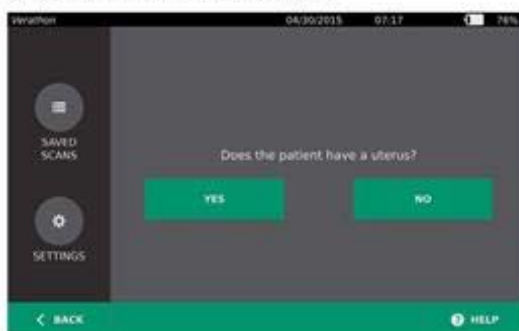 Verathon 04/30/2015 07:17 76%
SAVED
SCANS
Does the patient have a uterus?
YES NO
SETTINGS
BACK HELP